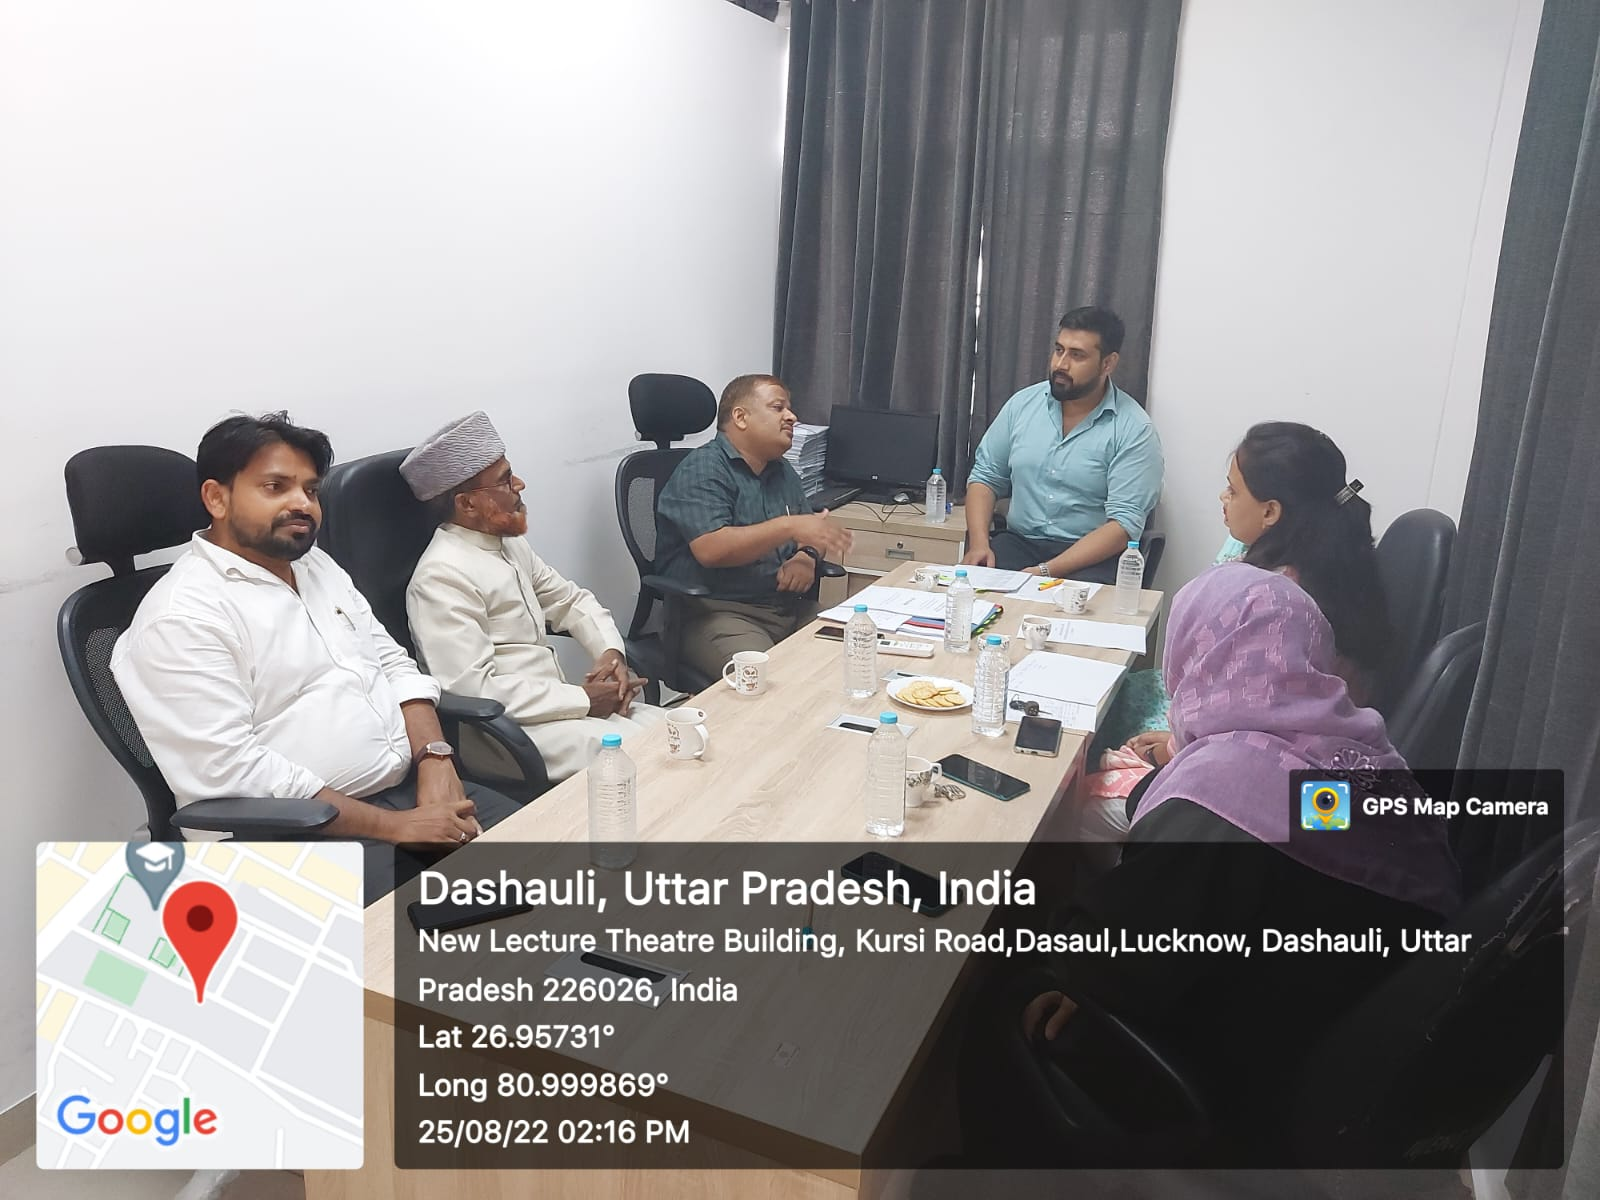 GPS Map Camera
Dashauli, Uttar Pradesh, India
New Lecture Theatre Building, Kursi Road,Dasaul,Lucknow, Dashauli, Uttar
Pradesh 226026, India
Lat 26.95731°
Long 80.999869°
25/08/22 02:16 PM
Google